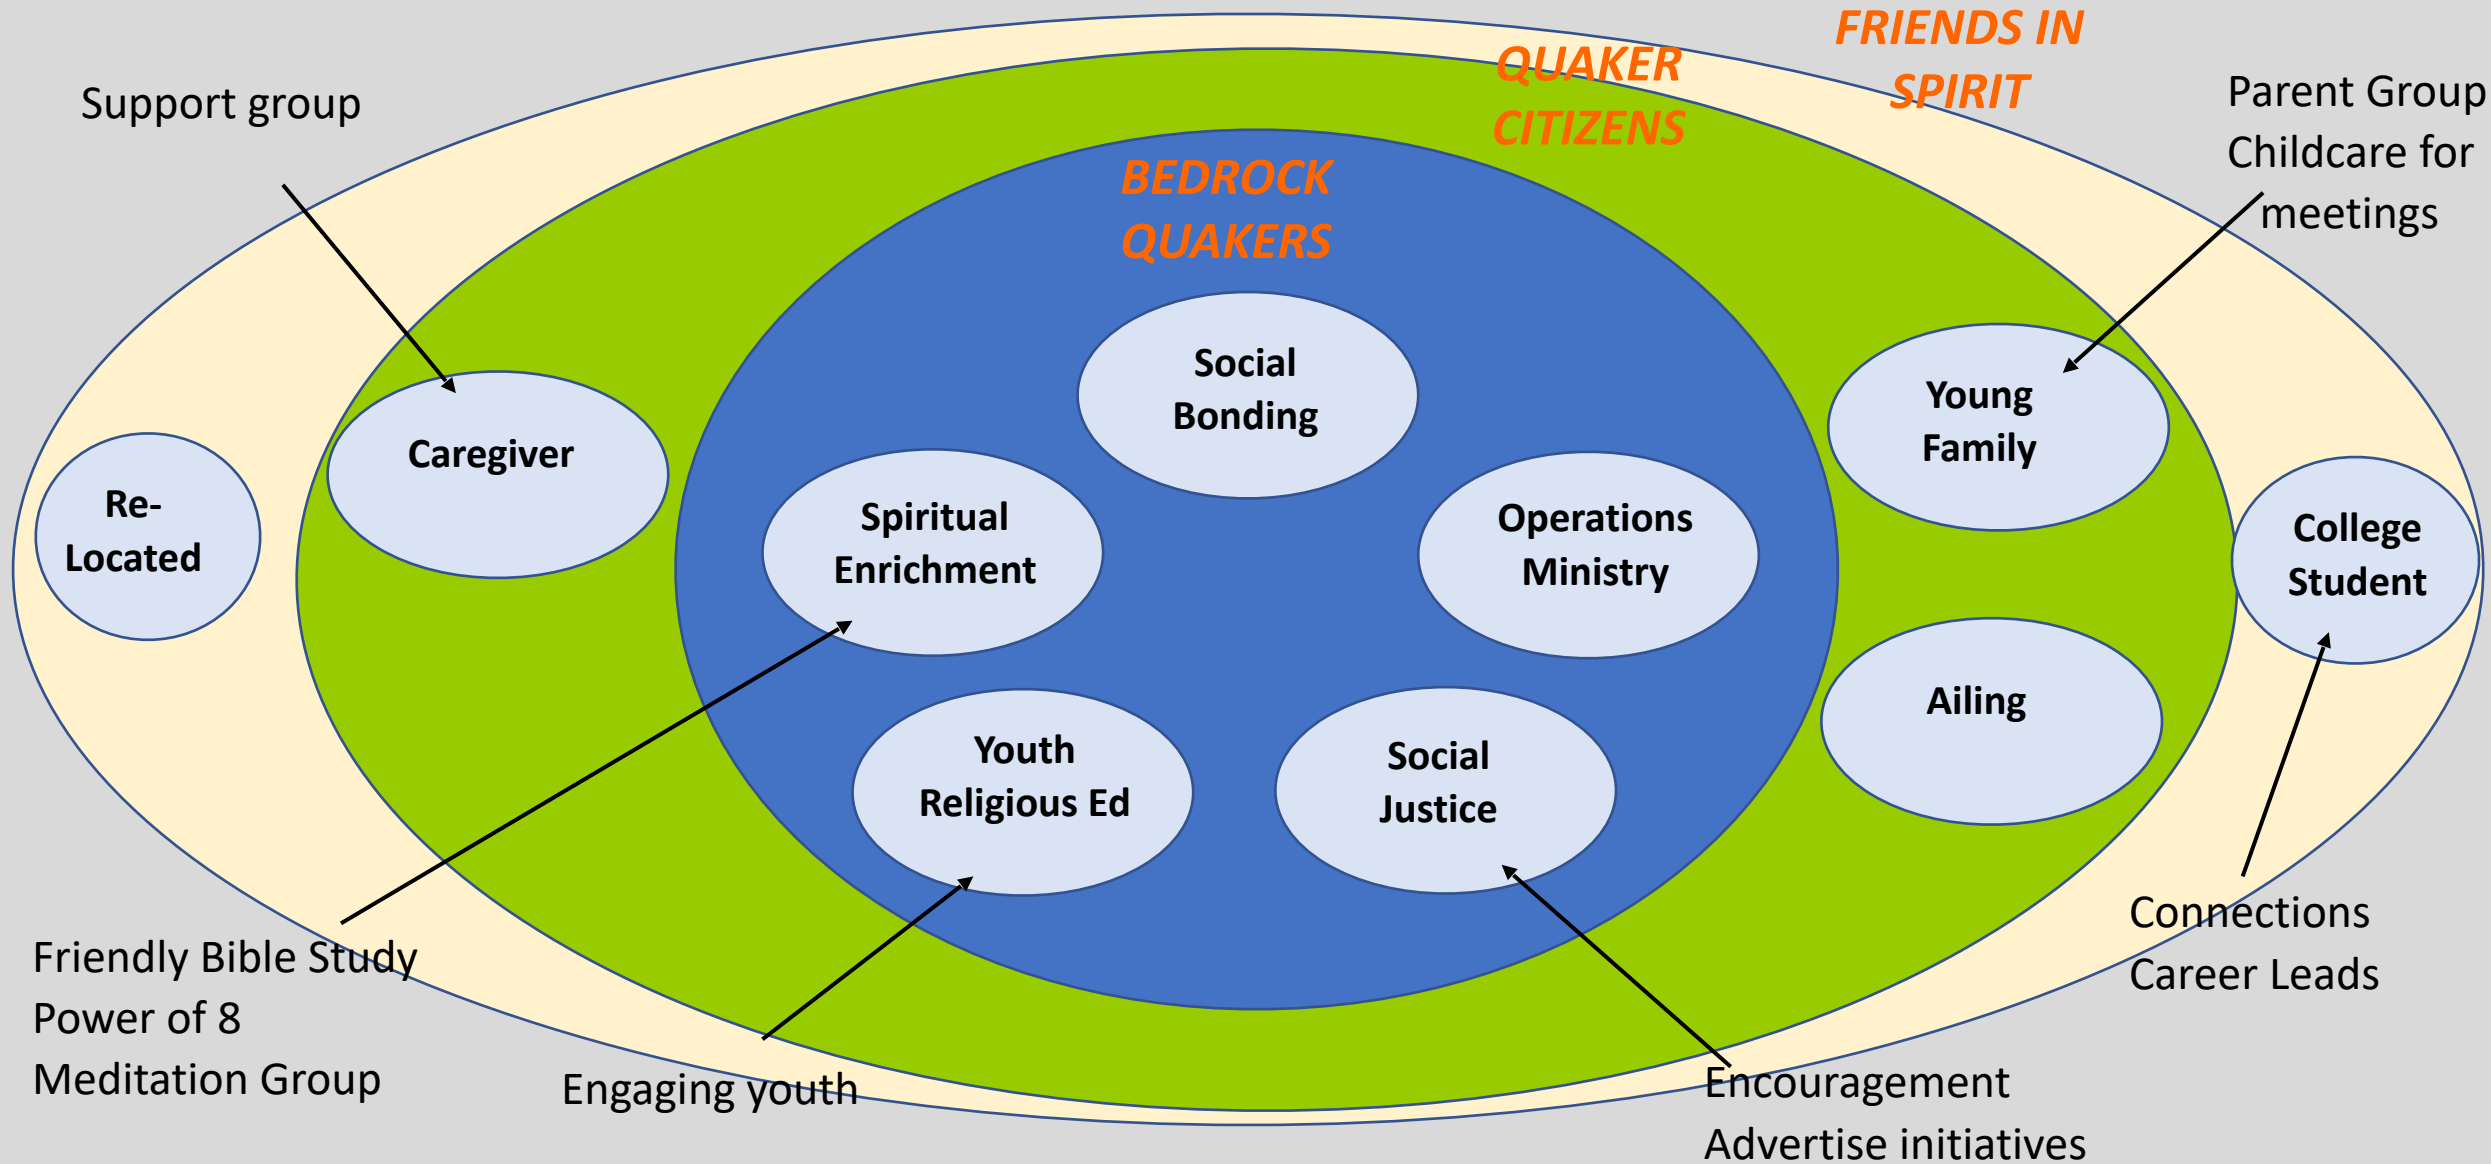 FRIENDS IN
SPIRIT
QUAKER
CITIZENS
BEDROCK
QUAKERS
Support group
Parent Group
Childcare for
meetings
Social
Bonding
Young
Family
Caregiver
Re-
Located
Spiritual
Enrichment
Operations
Ministry
College
Student
Ailing
Youth
Religious Ed
Social
Justice
Connections
Career Leads
Friendly Bible Study
Power of 8
Meditation Group
Engaging youth
Encouragement
Advertise initiatives